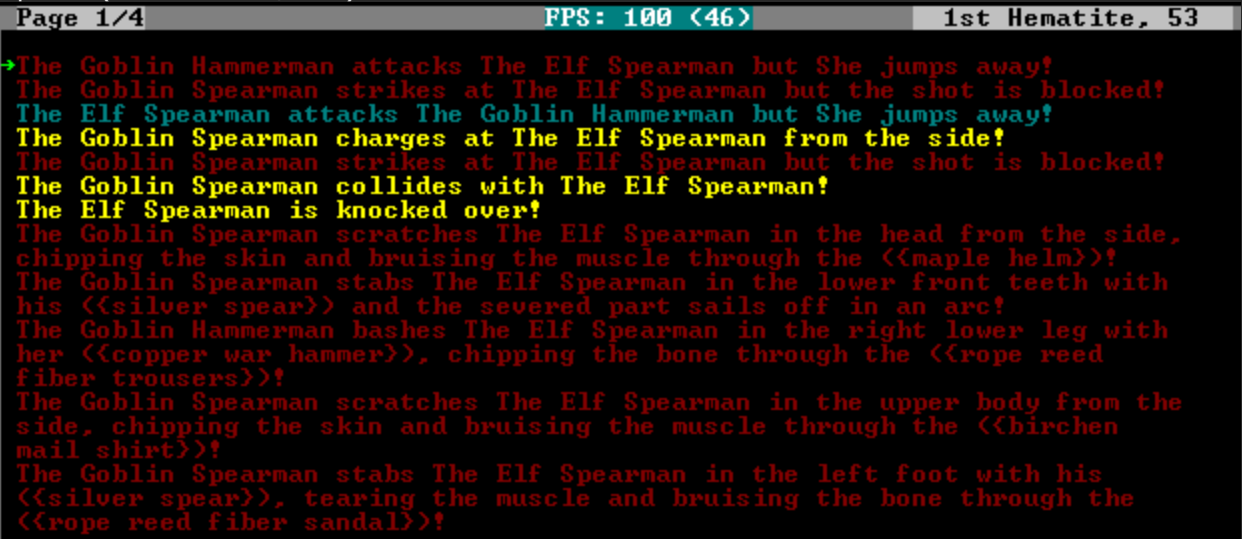 Page 1/4 FPS: 100 (46) 1st Hematite, 53
→The Goblin Hammerman attacks The Elf Spearman but She jumps away!
The Goblin Spearman strikes at The Elf Spearman but the shot is blocked!
The Elf Spearman attacks The Goblin Hammerman but She jumps away!
The Goblin Spearman charges at The Elf Spearman from the side!
The Goblin Spearman strikes at The Elf Spearman but the shot is blocked!
The Goblin Spearman collides with The Elf Spearman!
The Elf Spearman is knocked over!
The Goblin Spearman scratches The Elf Spearman in the head from the side,
chipping the skin and bruising the muscle through the ((maple helm))!
The Goblin Spearman stabs The Elf Spearman in the lower front teeth with
his ((silver spear)) and the severed part sails off in an arc!
The Goblin Hammerman bashes The Elf Spearman in the right lower leg with
her ((copper war hammer)), chipping the bone through the ((rope reed
fiber trousers))!
The Goblin Spearman scratches The Elf Spearman in the upper body from the
side, chipping the skin and bruising the muscle through the ((birchen
mail shirt))!
The Goblin Spearman stabs The Elf Spearman in the left foot with his
((silver spear)), tearing the muscle and bruising the bone through the
((rope reed fiber sandal))!